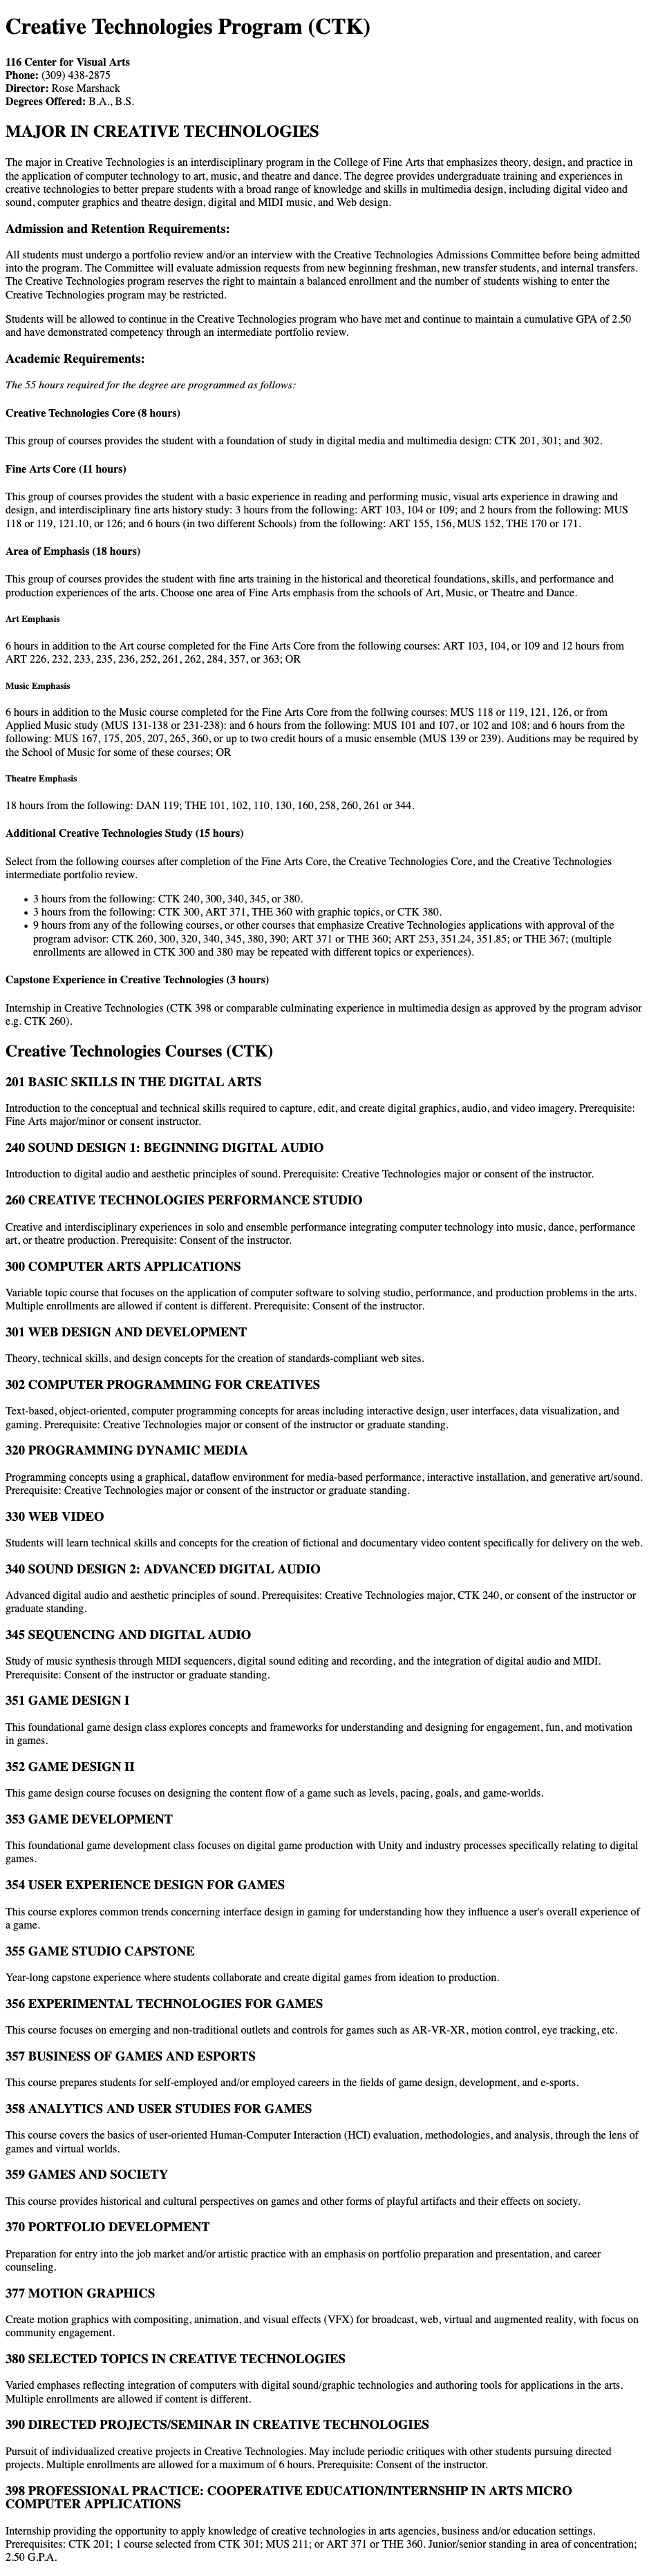 Creative Technologies Program (CTK)
116 Center for Visual Arts
Phone: (309) 438-2875
Director: Rose Marshack
Degrees Offered: B.A., B.S.
MAJOR IN CREATIVE TECHNOLOGIES
The major in Creative Technologies is an interdisciplinary program in the College of Fine Arts that emphasizes theory, design, and practice in
the application of computer technology to art, music, and theatre and dance. The degree provides undergraduate training and experiences in
creative technologies to better prepare students with a broad range of knowledge and skills in multimedia design, including digital video and
sound, computer graphics and theatre design, digital and MIDI music, and Web design.
Admission and Retention Requirements:
All students must undergo a portfolio review and/or an interview with the Creative Technologies Admissions Committee before being admitted
into the program. The Committee will evaluate admission requests from new beginning freshman, new transfer students, and internal transfers.
The Creative Technologies program reserves the right to maintain a balanced enrollment and the number of students wishing to enter the
Creative Technologies program may be restricted.
Students will be allowed to continue in the Creative Technologies program who have met and continue to maintain a cumulative GPA of 2.50
and have demonstrated competency through an intermediate portfolio review.
Academic Requirements:
The 55 hours required for the degree are programmed as follows:
Creative Technologies Core (8 hours)
This group of courses provides the student with a foundation of study in digital media and multimedia design: CTK 201, 301; and 302.
Fine Arts Core (11 hours)
This group of courses provides the student with a basic experience in reading and performing music, visual arts experience in drawing and
design, and interdisciplinary fine arts history study: 3 hours from the following: ART 103, 104 or 109; and 2 hours from the following: MUS
118 or 119, 121.10, or 126; and 6 hours (in two different Schools) from the following: ART 155, 156, MUS 152, THE 170 or 171.
Area of Emphasis (18 hours)
This group of courses provides the student with fine arts training in the historical and theoretical foundations, skills, and performance and
production experiences of the arts. Choose one area of Fine Arts emphasis from the schools of Art, Music, or Theatre and Dance.
Art Emphasis
6 hours in addition to the Art course completed for the Fine Arts Core from the following courses: ART 103, 104, or 109 and 12 hours from
ART 226, 232, 233, 235, 236, 252, 261, 262, 284, 357, or 363; OR
Music Emphasis
6 hours in addition to the Music course completed for the Fine Arts Core from the follwing courses: MUS 118 or 119, 121, 126, or from
Applied Music study (MUS 131-138 or 231-238): and 6 hours from the following: MUS 101 and 107, or 102 and 108; and 6 hours from the
following: MUS 167, 175, 205, 207, 265, 360, or up to two credit hours of a music ensemble (MUS 139 or 239). Auditions may be required by
the School of Music for some of these courses; OR
Theatre Emphasis
18 hours from the following: DAN 119; THE 101, 102, 110, 130, 160, 258, 260, 261 or 344.
Additional Creative Technologies Study (15 hours)
Select from the following courses after completion of the Fine Arts Core, the Creative Technologies Core, and the Creative Technologies
intermediate portfolio review.
• 3 hours from the following: CTK 240, 300, 340, 345, or 380.
• 3 hours from the following: CTK 300, ART 371, THE 360 with graphic topics, or CTK 380.
• 9 hours from any of the following courses, or other courses that emphasize Creative Technologies applications with approval of the
program advisor: CTK 260, 300, 320, 340, 345, 380, 390; ART 371 or THE 360; ART 253, 351.24, 351.85; or THE 367; (multiple
enrollments are allowed in CTK 300 and 380 may be repeated with different topics or experiences).
Capstone Experience in Creative Technologies (3 hours)
Internship in Creative Technologies (CTK 398 or comparable culminating experience in multimedia design as approved by the program advisor
e.g. CTK 260).
Creative Technologies Courses (CTK)
201 BASIC SKILLS IN THE DIGITAL ARTS
Introduction to the conceptual and technical skills required to capture, edit, and create digital graphics, audio, and video imagery. Prerequisite:
Fine Arts major/minor or consent instructor.
240 SOUND DESIGN 1: BEGINNING DIGITAL AUDIO
Introduction to digital audio and aesthetic principles of sound. Prerequisite: Creative Technologies major or consent of the instructor.
260 CREATIVE TECHNOLOGIES PERFORMANCE STUDIO
Creative and interdisciplinary experiences in solo and ensemble performance integrating computer technology into music, dance, performance
art, or theatre production. Prerequisite: Consent of the instructor.
300 COMPUTER ARTS APPLICATIONS
Variable topic course that focuses on the application of computer software to solving studio, performance, and production problems in the arts.
Multiple enrollments are allowed if content is different. Prerequisite: Consent of the instructor.
301 WEB DESIGN AND DEVELOPMENT
Theory, technical skills, and design concepts for the creation of standards-compliant web sites.
302 COMPUTER PROGRAMMING FOR CREATIVES
Text-based, object-oriented, computer programming concepts for areas including interactive design, user interfaces, data visualization, and
gaming. Prerequisite: Creative Technologies major or consent of the instructor or graduate standing.
320 PROGRAMMING DYNAMIC MEDIA
Programming concepts using a graphical, dataflow environment for media-based performance, interactive installation, and generative art/sound.
Prerequisite: Creative Technologies major or consent of the instructor or graduate standing.
330 WEB VIDEO
Students will learn technical skills and concepts for the creation of fictional and documentary video content specifically for delivery on the web.
340 SOUND DESIGN 2: ADVANCED DIGITAL AUDIO
Advanced digital audio and aesthetic principles of sound. Prerequisites: Creative Technologies major, CTK 240, or consent of the instructor or
graduate standing.
345 SEQUENCING AND DIGITAL AUDIO
Study of music synthesis through MIDI sequencers, digital sound editing and recording, and the integration of digital audio and MIDI.
Prerequisite: Consent of the instructor or graduate standing.
351 GAME DESIGN I
This foundational game design class explores concepts and frameworks for understanding and designing for engagement, fun, and motivation
in games.
352 GAME DESIGN II
This game design course focuses on designing the content flow of a game such as levels, pacing, goals, and game-worlds.
353 GAME DEVELOPMENT
This foundational game development class focuses on digital game production with Unity and industry processes specifically relating to digital
games.
354 USER EXPERIENCE DESIGN FOR GAMES
This course explores common trends concerning interface design in gaming for understanding how they influence a user's overall experience of
a game.
355 GAME STUDIO CAPSTONE
Year-long capstone experience where students collaborate and create digital games from ideation to production.
356 EXPERIMENTAL TECHNOLOGIES FOR GAMES
This course focuses on emerging and non-traditional outlets and controls for games such as AR-VR-XR, motion control, eye tracking, etc.
357 BUSINESS OF GAMES AND ESPORTS
This course prepares students for self-employed and/or employed careers in the fields of game design, development, and e-sports.
358 ANALYTICS AND USER STUDIES FOR GAMES
This course covers the basics of user-oriented Human-Computer Interaction (HCI) evaluation, methodologies, and analysis, through the lens of
games and virtual worlds.
359 GAMES AND SOCIETY
This course provides historical and cultural perspectives on games and other forms of playful artifacts and their effects on society.
370 PORTFOLIO DEVELOPMENT
Preparation for entry into the job market and/or artistic practice with an emphasis on portfolio preparation and presentation, and career
counseling.
377 MOTION GRAPHICS
Create motion graphics with compositing, animation, and visual effects (VFX) for broadcast, web, virtual and augmented reality, with focus on
community engagement.
380 SELECTED TOPICS IN CREATIVE TECHNOLOGIES
Varied emphases reflecting integration of computers with digital sound/graphic technologies and authoring tools for applications in the arts.
Multiple enrollments are allowed if content is different.
390 DIRECTED PROJECTS/SEMINAR IN CREATIVE TECHNOLOGIES
Pursuit of individualized creative projects in Creative Technologies. May include periodic critiques with other students pursuing directed
projects. Multiple enrollments are allowed for a maximum of 6 hours. Prerequisite: Consent of the instructor.
398 PROFESSIONAL PRACTICE: COOPERATIVE EDUCATION/INTERNSHIP IN ARTS MICRO
COMPUTER APPLICATIONS
Internship providing the opportunity to apply knowledge of creative technologies in arts agencies, business and/or education settings.
Prerequisites: CTK 201; 1 course selected from CTK 301; MUS 211; or ART 371 or THE 360. Junior/senior standing in area of concentration;
2.50 G.P.A.